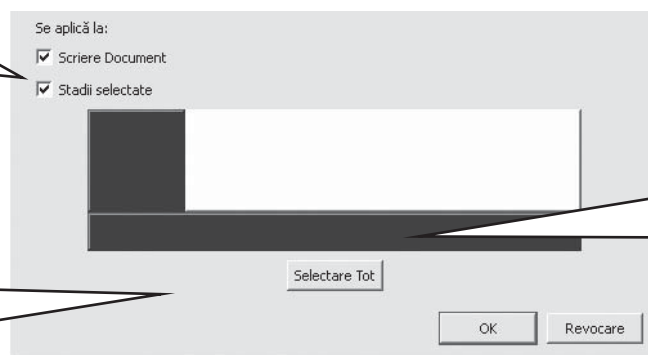 Se aplică la:
Scriere Document
Stadii selectate
Selectare Tot
OK
Revocare